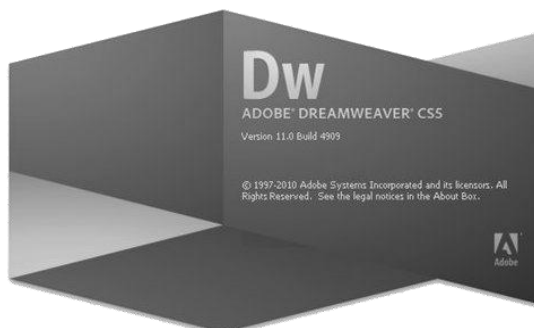 Dw
ADOBE® DREAMWEAVER® CS5
Version 11.0 Build 4909
© 1997-2010 Adobe Systems Incorporated and its licensors. All
Rights Reserved. See the legal notices in the About Box.
Adobe